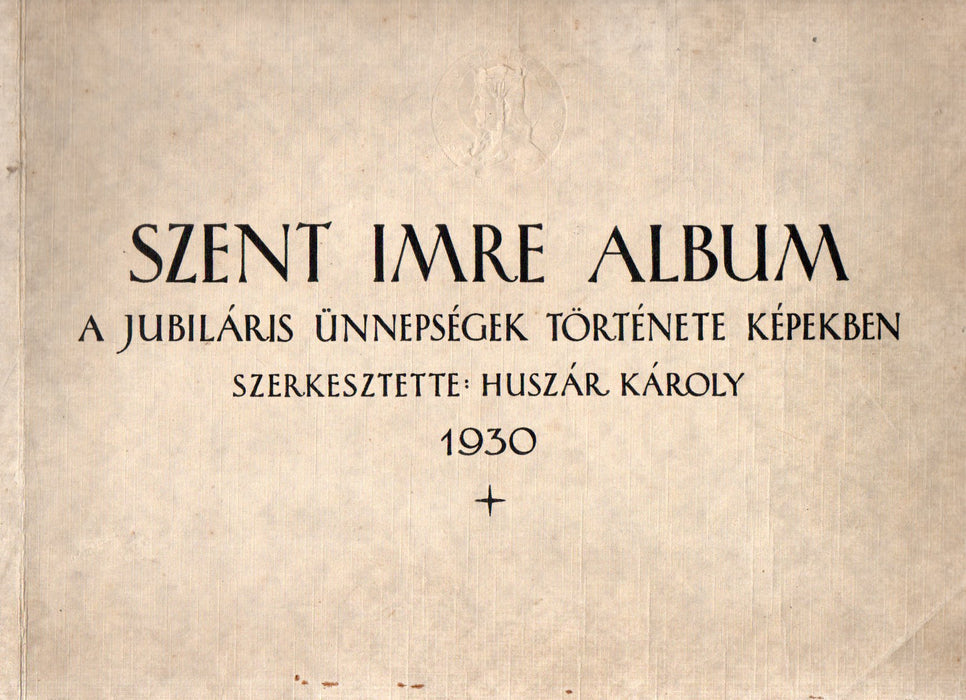 SZENT IMRE ALBUM
A JUBILÁRIS ÜNNEPSÉGEK TÖRTÉNETE KÉPEKBEN
SZERKESZTETTE: HUSZÁR KÁROLY
1930